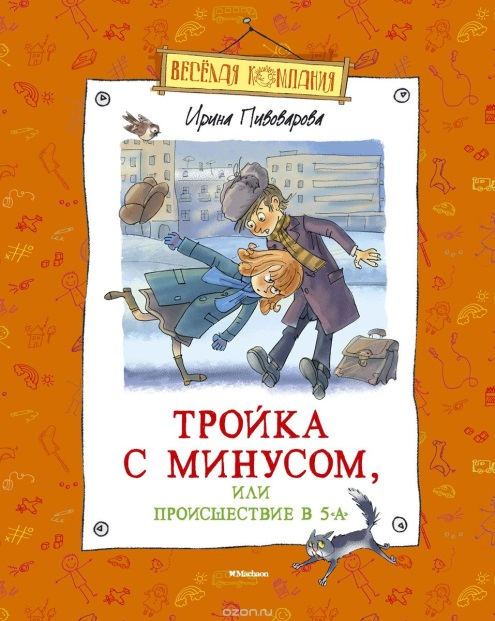 ВЕСЁЛАЯ КОМПАНИЯ
Ирина Пивоварова
ТРОЙКА
С МИНУСОМ,
ИЛИ
ПРОИСШЕСТВИЕ В 5«А»
Machaon
ozon.ru